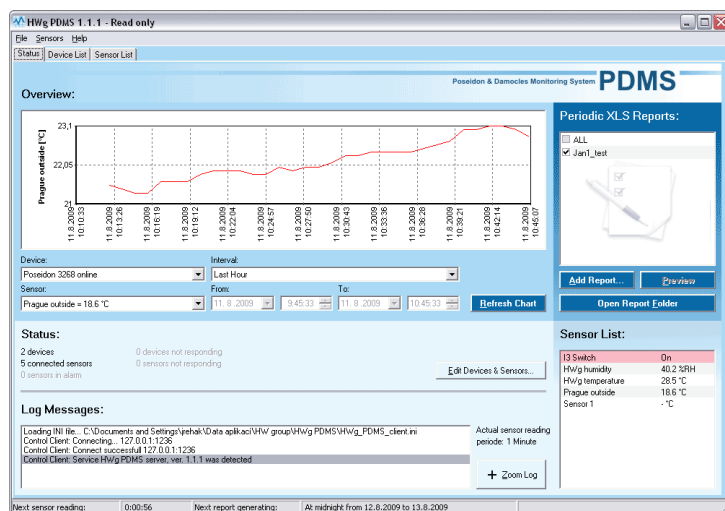 HWg PDMS 1.1.1 - Read only
File Sensors Help
Status Device List Sensor List
Poseidon & Damocles Monitoring System PDMS
Overview:
Prague outside [°C]
23,1
22,05
21
11.8.2009 10:10:33
11.8.2009 10:13:26
11.8.2009 10:16:19
11.8.2009 10:19:12
11.8.2009 10:22:04
11.8.2009 10:24:57
11.8.2009 10:27:50
11.8.2009 10:30:43
11.8.2009 10:33:36
11.8.2009 10:36:28
11.8.2009 10:39:21
11.8.2009 10:42:14
11.8.2009 10:45:07
Device:
Interval:
Poseidon 3268 online
Last Hour
Sensor:
From:
To:
Prague outside = 18.6 °C
11. 8 .2009
9:45:33
11. 8 .2009
10:45:33
Refresh Chart
Periodic XLS Reports:
ALL
Jan1_test
Add Report...
Preview
Open Report Folder
Status:
2 devices
0 devices not responding
5 connected sensors
0 sensors not responding
0 sensors in alarm
Edit Devices & Sensors...
Sensor List:
I3 Switch On
HWg humidity 40.2 %RH
HWg temperature 28.5 °C
Prague outside 18.6 °C
Sensor 1 - °C
Log Messages:
Loading INI file... C:\Documents and Settings\rehak\Data aplikací\HW group\HWg PDMS\HWg_PDMS_client.ini
Control Client: Connecting... 127.0.0.1:1236
Control Client: Connect successfull 127.0.0.1:1236
Control Client: Service HWg PDMS server, ver. 1.1.1 was detected
Actual sensor reading
periode: 1 Minute
+ Zoom Log
Next sensor reading: 0:00:56 Next report generating: At midnight from 12.8.2009 to 13.8.2009